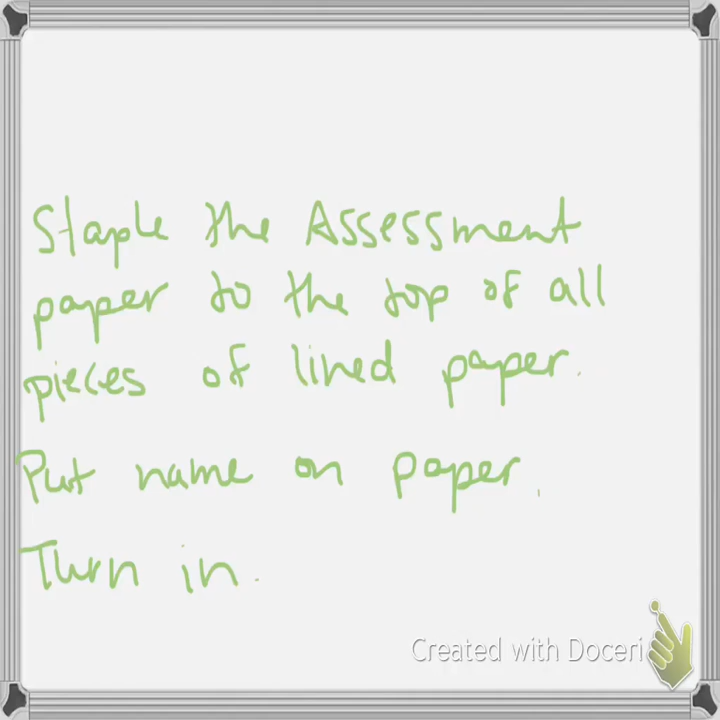 Staple the Assessment
paper to the top of all
pieces of lined paper.
Put name on paper.
Turn in.
Created with Doceri